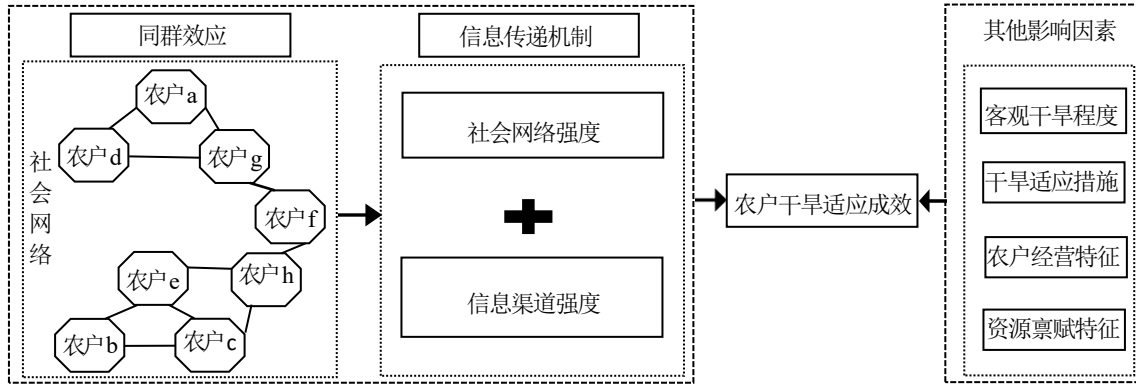 同群效应
社会网络
农户a
农户d
农户g
农户f
农户e
农户h
农户b
农户c
信息传递机制
社会网络强度
信息渠道强度
农户干旱适应成效
其他影响因素
客观干旱程度
干旱适应措施
农户经营特征
资源禀赋特征